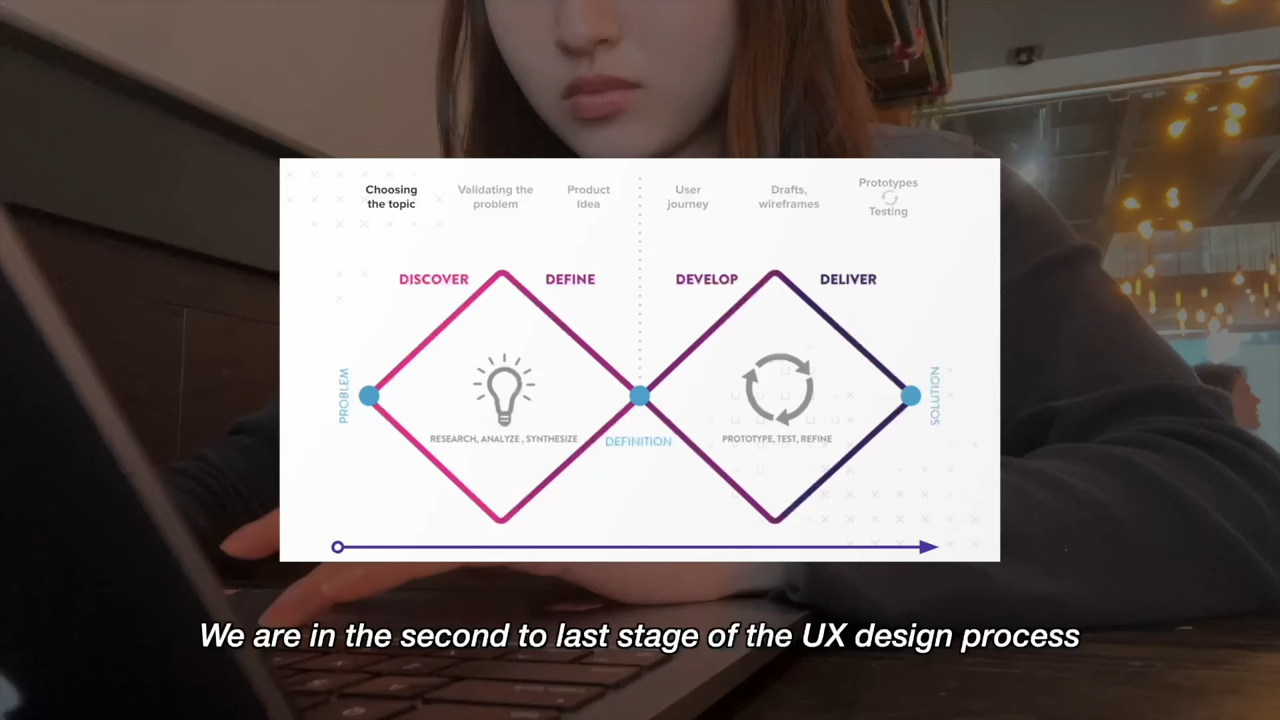 Choosing
the topic
Validating the
problem
Product
Idea
User
journey
Drafts,
wireframes
Prototypes
Testing
DISCOVER
DEFINE
DEVELOP
DELIVER
PROBLEM
SOLUTION
RESEARCH, ANALYZE , SYNTHESIZE
DEFINITION
PROTOTYPE, TEST, REFINE
We are in the second to last stage of the UX design process